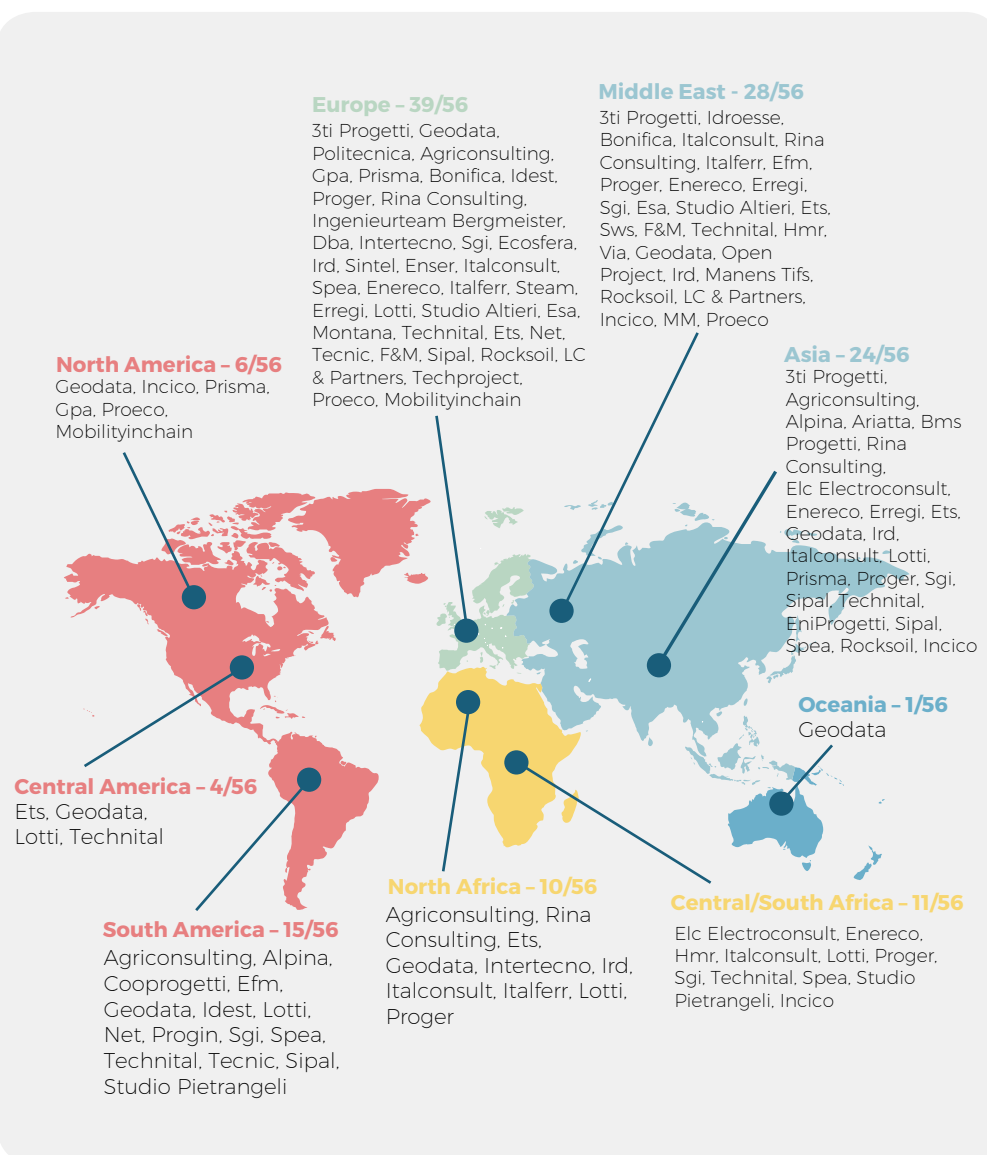 Europe – 39/56
3ti Progetti, Geodata,
Politecnica, Agriconsulting,
Gpa, Prisma, Bonifica, Idest,
Proger, Rina Consulting,
Ingenieurteam Bergmeister,
Dba, Intertecno, Sgi, Ecosfera,
Ird, Sintel, Enser, Italconsult,
Spea, Enereco, Italferr, Steam,
Erregi, Lotti, Studio Altieri, Esa,
Montana, Technital, Ets, Net,
Tecnic, F&M, Sipal, Rocksoil, LC
& Partners, Techproject,
Proeco, Mobilityinchain
Middle East - 28/56
3ti Progetti, Idroesse,
Bonifica, Italconsult, Rina
Consulting, Italferr, Efm,
Proger, Enereco, Erregi,
Sgi, Esa, Studio Altieri, Ets,
Sws, F&M, Technital, Hmr,
Via, Geodata, Open
Project, Ird, Manens Tifs,
Rocksoil, LC & Partners,
Incico, MM, Proeco
North America – 6/56
Geodata, Incico, Prisma,
Gpa, Proeco,
Mobilityinchain
Asia – 24/56
3ti Progetti,
Agriconsulting,
Alpina, Ariatta, Bms
Progetti, Rina
Consulting,
Elc Electroconsult,
Enereco, Erregi, Ets,
Geodata, Ird,
Italconsult, Lotti,
Prisma, Proger, Sgi,
Sipal, Technital,
EniProgetti, Sipal,
Spea, Rocksoil, Incico
Oceania – 1/56
Geodata
Central America – 4/56
Ets, Geodata,
Lotti, Technital
South America – 15/56
Agriconsulting, Alpina,
Cooprogetti, Efm,
Geodata, Idest, Lotti,
Net, Progin, Sgi, Spea,
Technital, Tecnic, Sipal,
Studio Pietrangeli
North Africa – 10/56
Agriconsulting, Rina
Consulting, Ets,
Geodata, Intertecno, Ird,
Italconsult, Italferr, Lotti,
Proger
Central/South Africa – 11/56
Elc Electroconsult, Enereco,
Hmr, Italconsult, Lotti, Proger,
Sgi, Technital, Spea, Studio
Pietrangeli, Incico